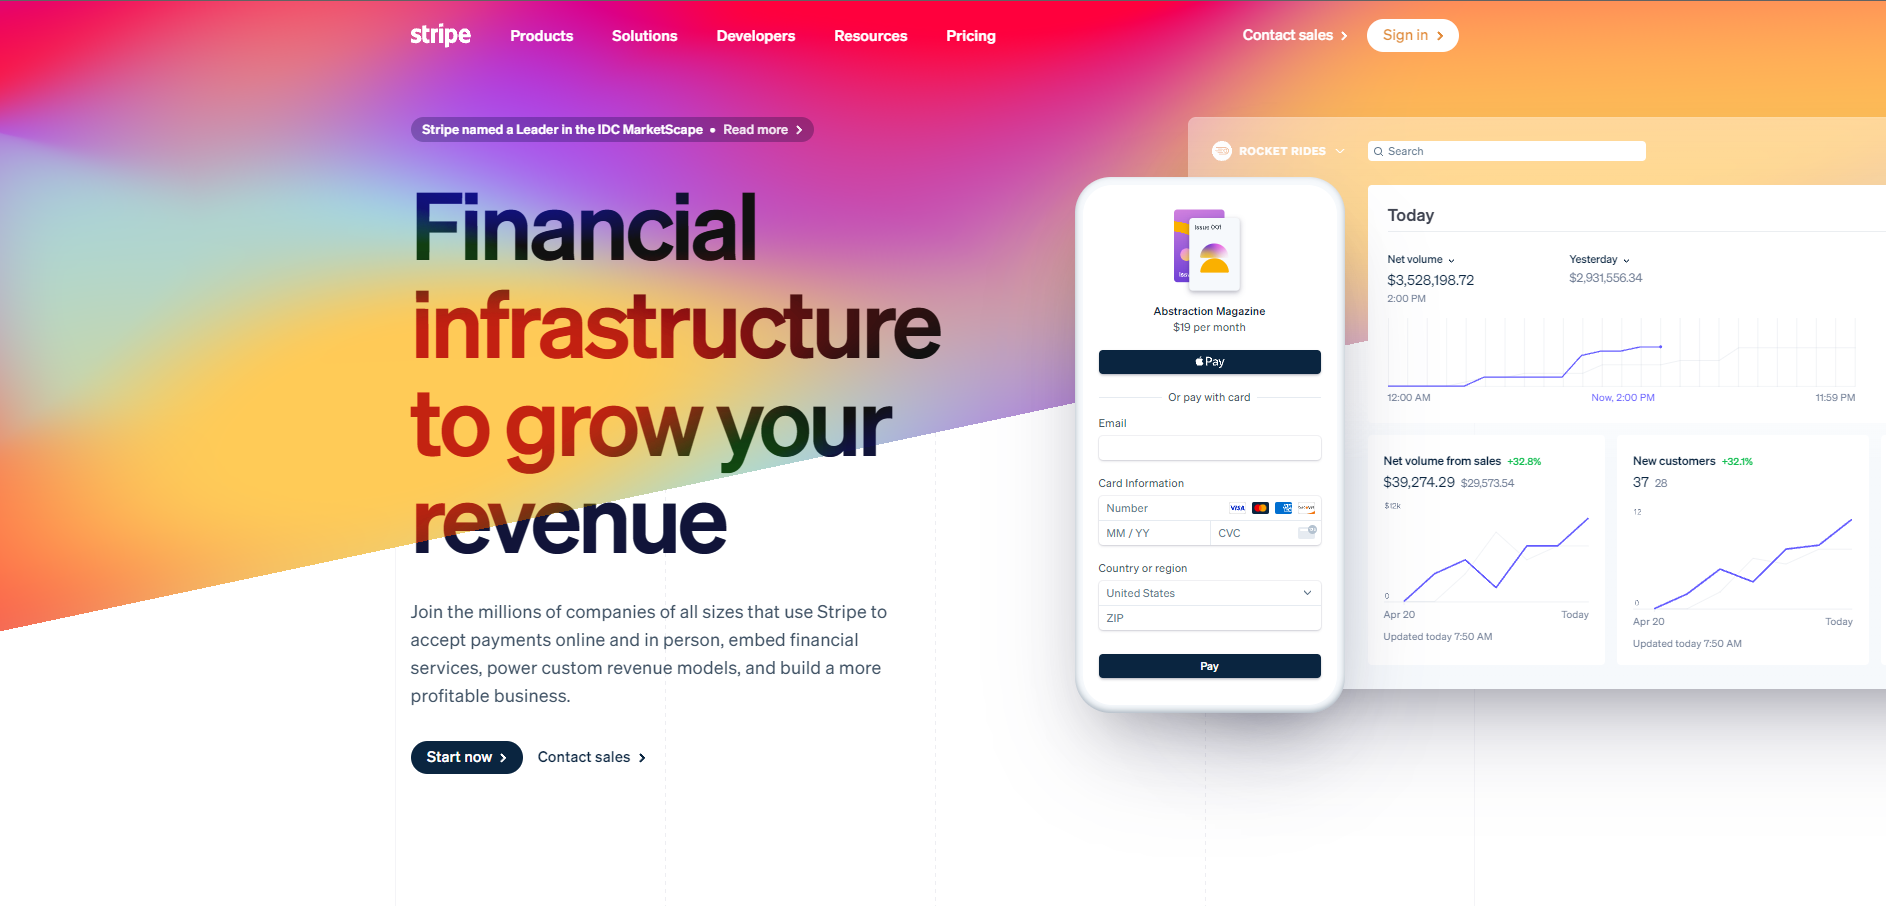 stripe
Products
Solutions
Developers
Resources
Pricing
Contact sales
Sign in
Stripe named a Leader in the IDC MarketScape • Read more
Financial
infrastructure
to grow your
revenue
Join the millions of companies of all sizes that use Stripe to
accept payments online and in person, embed financial
services, power custom revenue models, and build a more
profitable business.
Start now
Contact sales
Issue 001
Abstraction Magazine
$19 per month
Pay
Or pay with card
Email
Card Information
Number
VISA
MM / YY
CVC
Country or region
United States
ZIP
Pay
ROCKET RIDES
Search
Today
Net volume
$3,528,198.72
2:00 PM
Yesterday
$2,931,556.34
12:00 AM
Now, 2:00 PM
11:59 PM
Net volume from sales +32.8%
$39,274.29 $29,573.54
$12k
0
Apr 20
Today
Updated today 7:50 AM
New customers +32.1%
37 28
12
0
Apr 20
Today
Updated today 7:50 AM